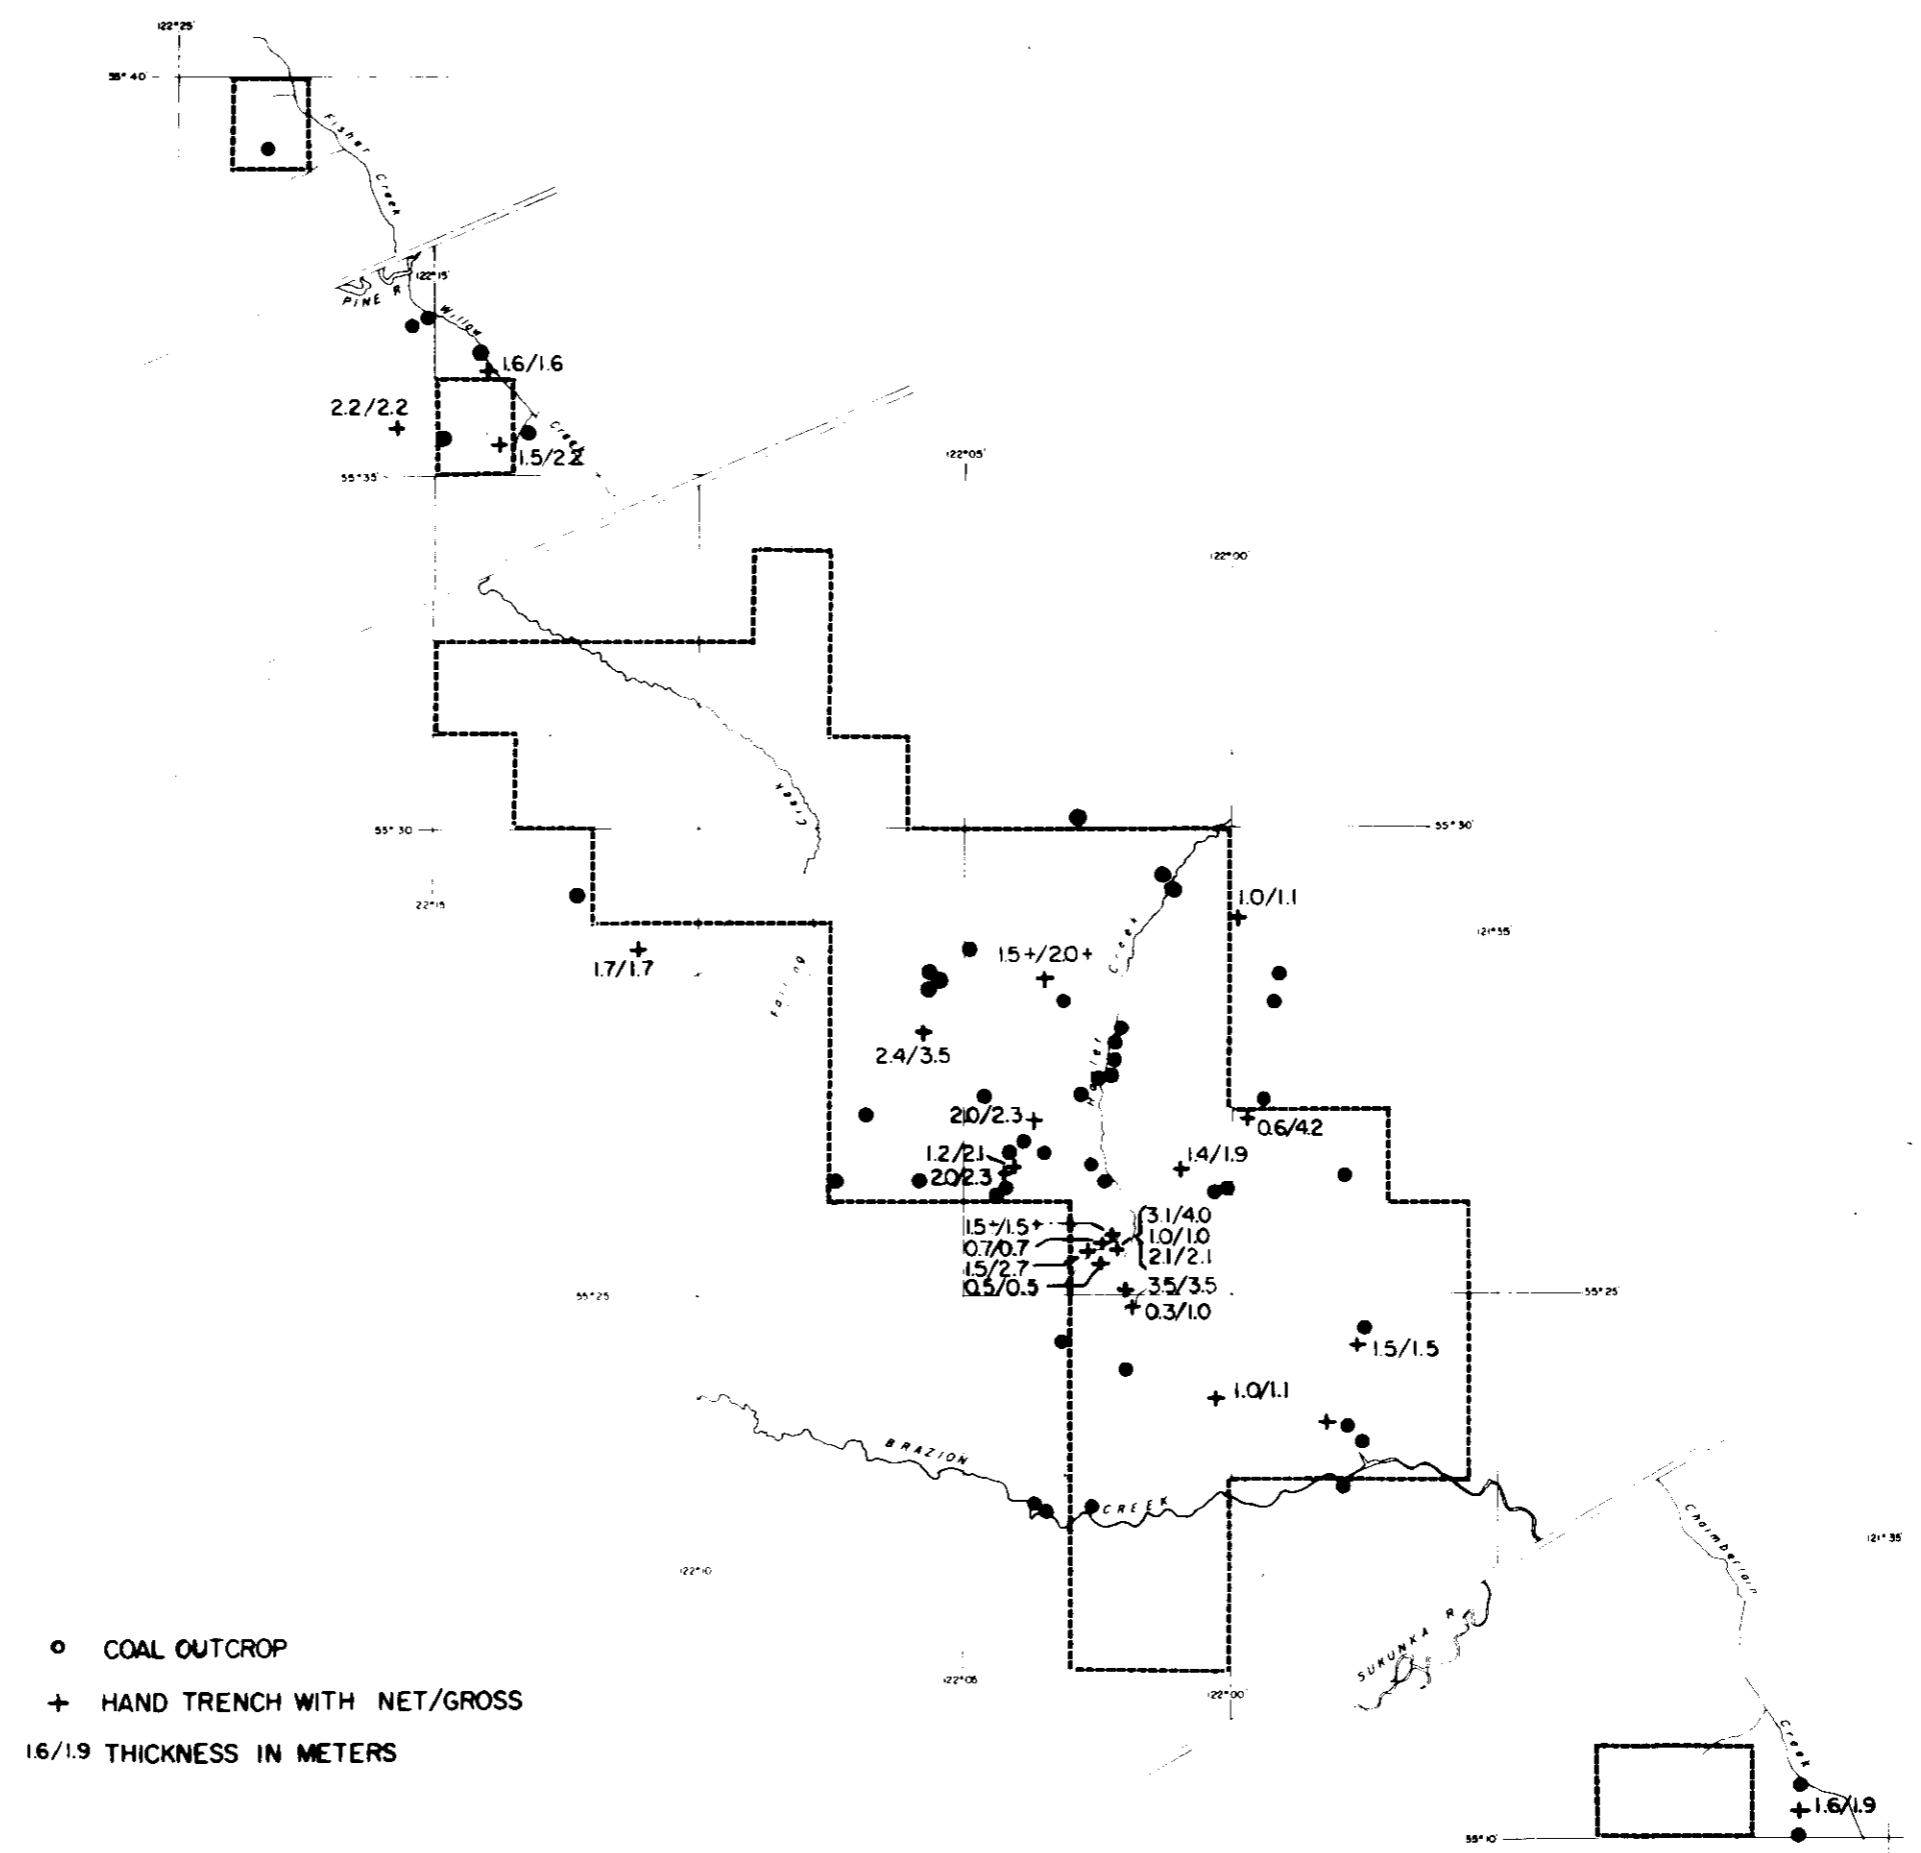 122°25'
55°40'
Fisher
Creek
122°15'
PINE R
Willow
1.6/1.6
2.2/2.2
Creek
1.5/2.2
55°35'
122°05'
122°00'
Creek
55°30
55°30'
22°15
1.0/1.1
121°55'
Creek
1.5+/2.0+
1.7/1.7
Falling
2.4/3.5
2.0/2.3
0.6/4.2
1.2/2.1
1.4/1.9
2.0/2.3
3.1/4.0
1.5+/1.5+
1.0/1.0
0.7/0.7
2.1/2.1
1.5/2.7
0.5/0.5
3.5/3.5
55°25
55°25'
0.3/1.0
1.5/1.5
1.0/1.1
BRAZION
CREEK
Chamberlain
121°35'
122°10
SUKUNKA R
122°05
122°00'
COAL OUTCROP
HAND TRENCH WITH NET/GROSS
1.6/1.9 THICKNESS IN METERS
Creek
1.6/1.9
55°10'